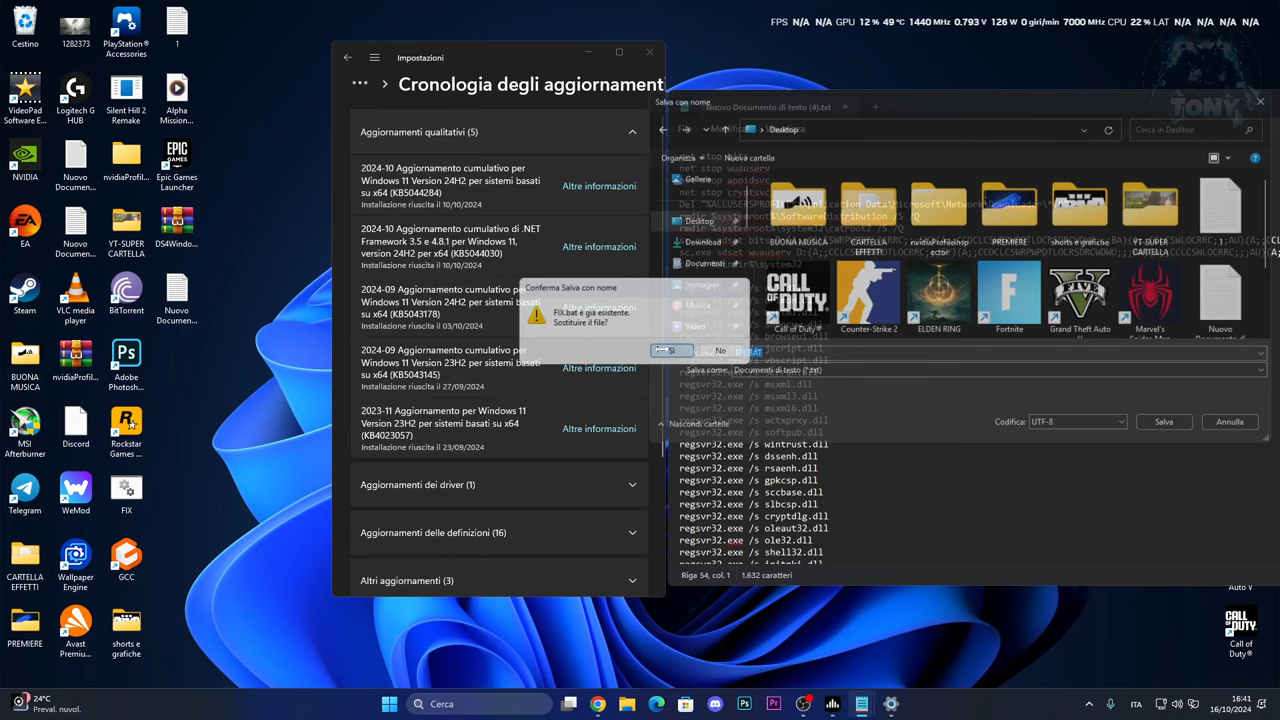 FPS N/A N/A GPU 12 % 49 °C 1440 MHz 0.793 V 126 W 0 giri/min 7000 MHz CPU 22 % LAT N/A N/A N/A N/A
Cestino
1282373
PlayStation®
Accessories
1
VideoPad
Software E...
Logitech G
HUB
Silent Hill 2
Remake
Alpha
Mission...
NVIDIA
Nuovo
Documen...
nvidiaProfil...
Epic Games
Launcher
EA
Nuovo
Documen...
YT-SUPER
CARTELLA
DS4Window...
Steam
VLC media
player
BitTorrent
Nuovo
Documen...
BUONA
MUSICA
nvidiaProfil...
Adobe
Photosh...
MSI
Afterburner
Discord
Rockstar
Games ...
Telegram
WeMod
FIX
CARTELLA
EFFETTI
Wallpaper
Engine
GCC
PREMIERE
Avast
Premiu...
shorts e
grafiche
Impostazioni
Cronologia degli aggiornament
Aggiornamenti qualitativi (5)
2024-10 Aggiornamento cumulativo per
Windows 11 Version 24H2 per sistemi basati
su x64 (KB5044284)
Installazione riuscita il 10/10/2024
Altre informazioni
2024-10 Aggiornamento cumulativo di .NET
Framework 3.5 e 4.8.1 per Windows 11,
version 24H2 per x64 (KB5044030)
Installazione riuscita il 10/10/2024
Altre informazioni
2024-09 Aggiornamento cumulativo per
Windows 11 Version 24H2 per sistemi basati
su x64 (KB5043178)
Installazione riuscita il 03/10/2024
Altre informazioni
2024-09 Aggiornamento cumulativo per
Windows 11 Version 23H2 per sistemi basati
su x64 (KB5043145)
Installazione riuscita il 27/09/2024
Altre informazioni
2023-11 Aggiornamento per Windows 11
Version 23H2 per sistemi basati su x64
(KB4023057)
Installazione riuscita il 23/09/2024
Altre informazioni
Aggiornamenti dei driver (1)
Aggiornamenti delle definizioni (16)
Altri aggiornamenti (3)
Conferma Salva con nome
FIX.bat è già esistente.
Sostituire il file?
Sì
No
Salva con nome
Nuovo Documento di testo (4).txt
Desktop
Cerca in Desktop
Organizza
Nuova cartella
Galleria
Desktop
Download
Documenti
Immagini
Musica
Video
BUONA MUSICA
CARTELLA
EFFETTI
nvidiaProfileInsp
ector
PREMIERE
shorts e grafiche
YT-SUPER
CARTELLA
1
Call of Duty®
Counter-Strike 2
ELDEN RING
Fortnite
Grand Theft Auto
Marvel's
Nuovo
Salva come: Documenti di testo (*.txt)
Nascondi cartelle
Codifica: UTF-8
Salva
Annulla
net stop wuauserv
net stop appidsvc
net stop cryptsvc
regsvr32.exe /s msxml.dll
regsvr32.exe /s msxml3.dll
regsvr32.exe /s msxml6.dll
regsvr32.exe /s actxprxy.dll
regsvr32.exe /s softpub.dll
regsvr32.exe /s wintrust.dll
regsvr32.exe /s dssenh.dll
regsvr32.exe /s rsaenh.dll
regsvr32.exe /s gpkcsp.dll
regsvr32.exe /s sccbase.dll
regsvr32.exe /s slbcsp.dll
regsvr32.exe /s cryptdlg.dll
regsvr32.exe /s oleaut32.dll
regsvr32.exe /s ole32.dll
regsvr32.exe /s shell32.dll
Riga 54, col. 1
1.632 caratteri
Auto V
Call of
Duty®
24°C
Preval. nuvol.
Cerca
ITA
16:41
16/10/2024